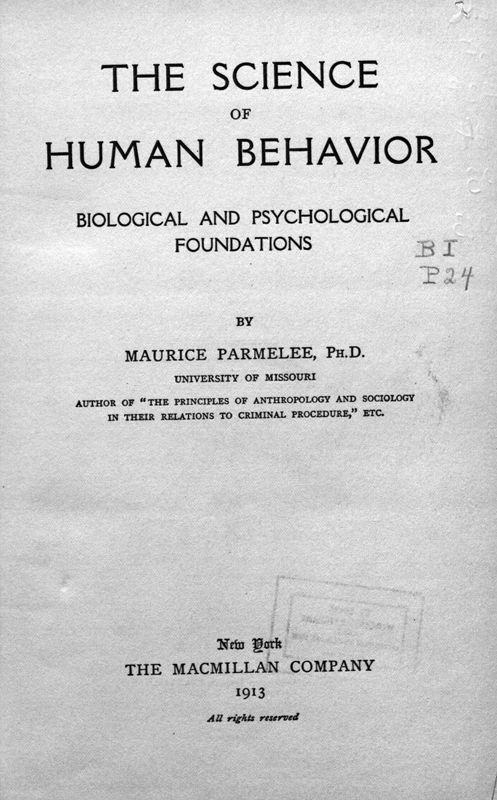 THE SCIENCE
OF
HUMAN BEHAVIOR
BIOLOGICAL AND PSYCHOLOGICAL
FOUNDATIONS
BI
P24
BY
MAURICE PARMELEE, PH.D.
UNIVERSITY OF MISSOURI
AUTHOR OF "THE PRINCIPLES OF ANTHROPOLOGY AND SOCIOLOGY
IN THEIR RELATIONS TO CRIMINAL PROCEDURE," ETC.
New York
THE MACMILLAN COMPANY
1913
All rights reserved